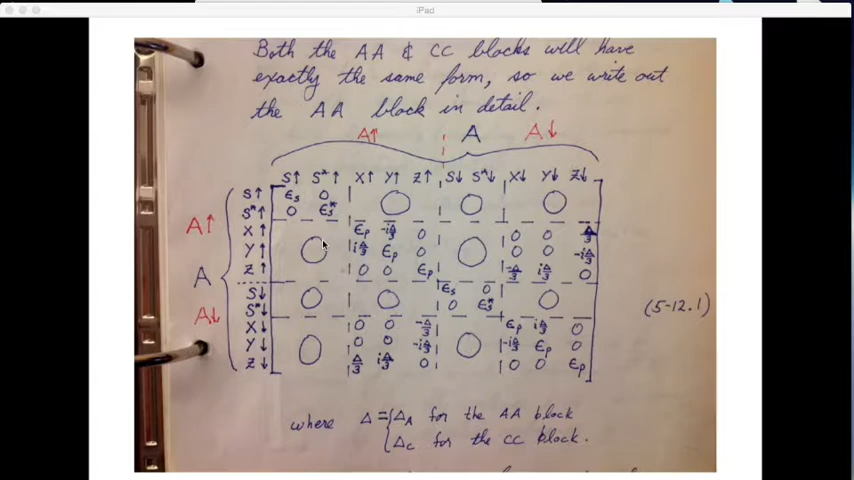 iPad
Both the AA & CC blocks will have
exactly the same form, so we write out
the AA block in detail.
A↑ A A↓
S↑ S*↑ X↑ Y↑ Z↑ S↓ S*↓ X↓ Y↓ Z↓
S↑ εs 0 | O | O | O
S*↑ 0 εs* | O | O | O
X↑ O | εp -iΔ/3 0 | O | 0 0 Δ/3
A↑ Y↑ O | iΔ/3 εp 0 | O | 0 0 -iΔ/3
Z↑ O | 0 0 εp | O | -Δ/3 iΔ/3 0
A
S↓ O | O | εs 0 | O
S*↓ O | O | 0 εs* | O
A↓ X↓ O | 0 0 -Δ/3 | O | εp iΔ/3 0
Y↓ O | 0 0 -iΔ/3 | O | -iΔ/3 εp 0
Z↓ O | Δ/3 iΔ/3 0 | O | 0 0 εp
(5-12.1)
where Δ = { ΔA for the AA block
ΔC for the CC block.